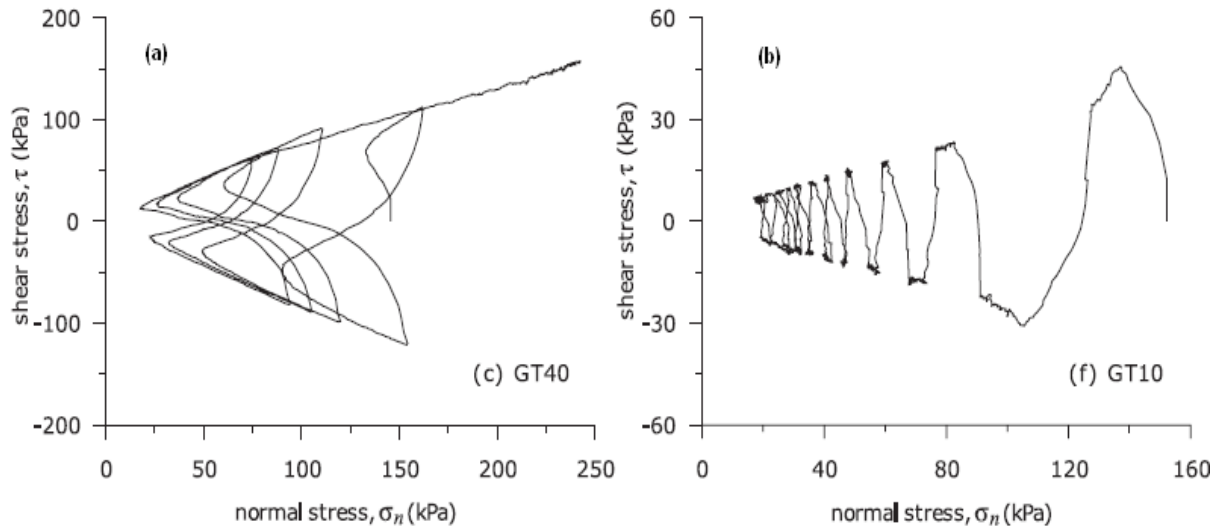 (a)
200
100
0
-100
-200
shear stress, τ (kPa)
(c) GT40
0
50
100
150
200
250
normal stress, σn (kPa)
(b)
60
30
0
-30
-60
shear stress, τ (kPa)
(f) GT10
0
40
80
120
160
normal stress, σn (kPa)